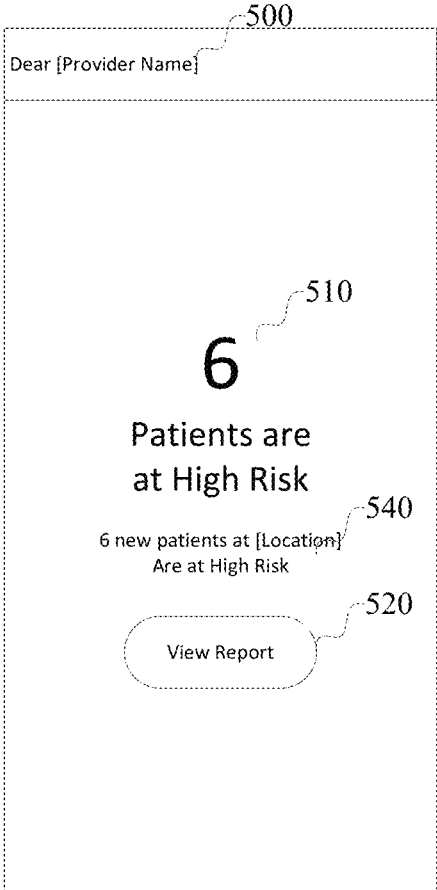 500
Dear [Provider Name]
510
6
Patients are
at High Risk
540
6 new patients at [Location]
Are at High Risk
520
View Report